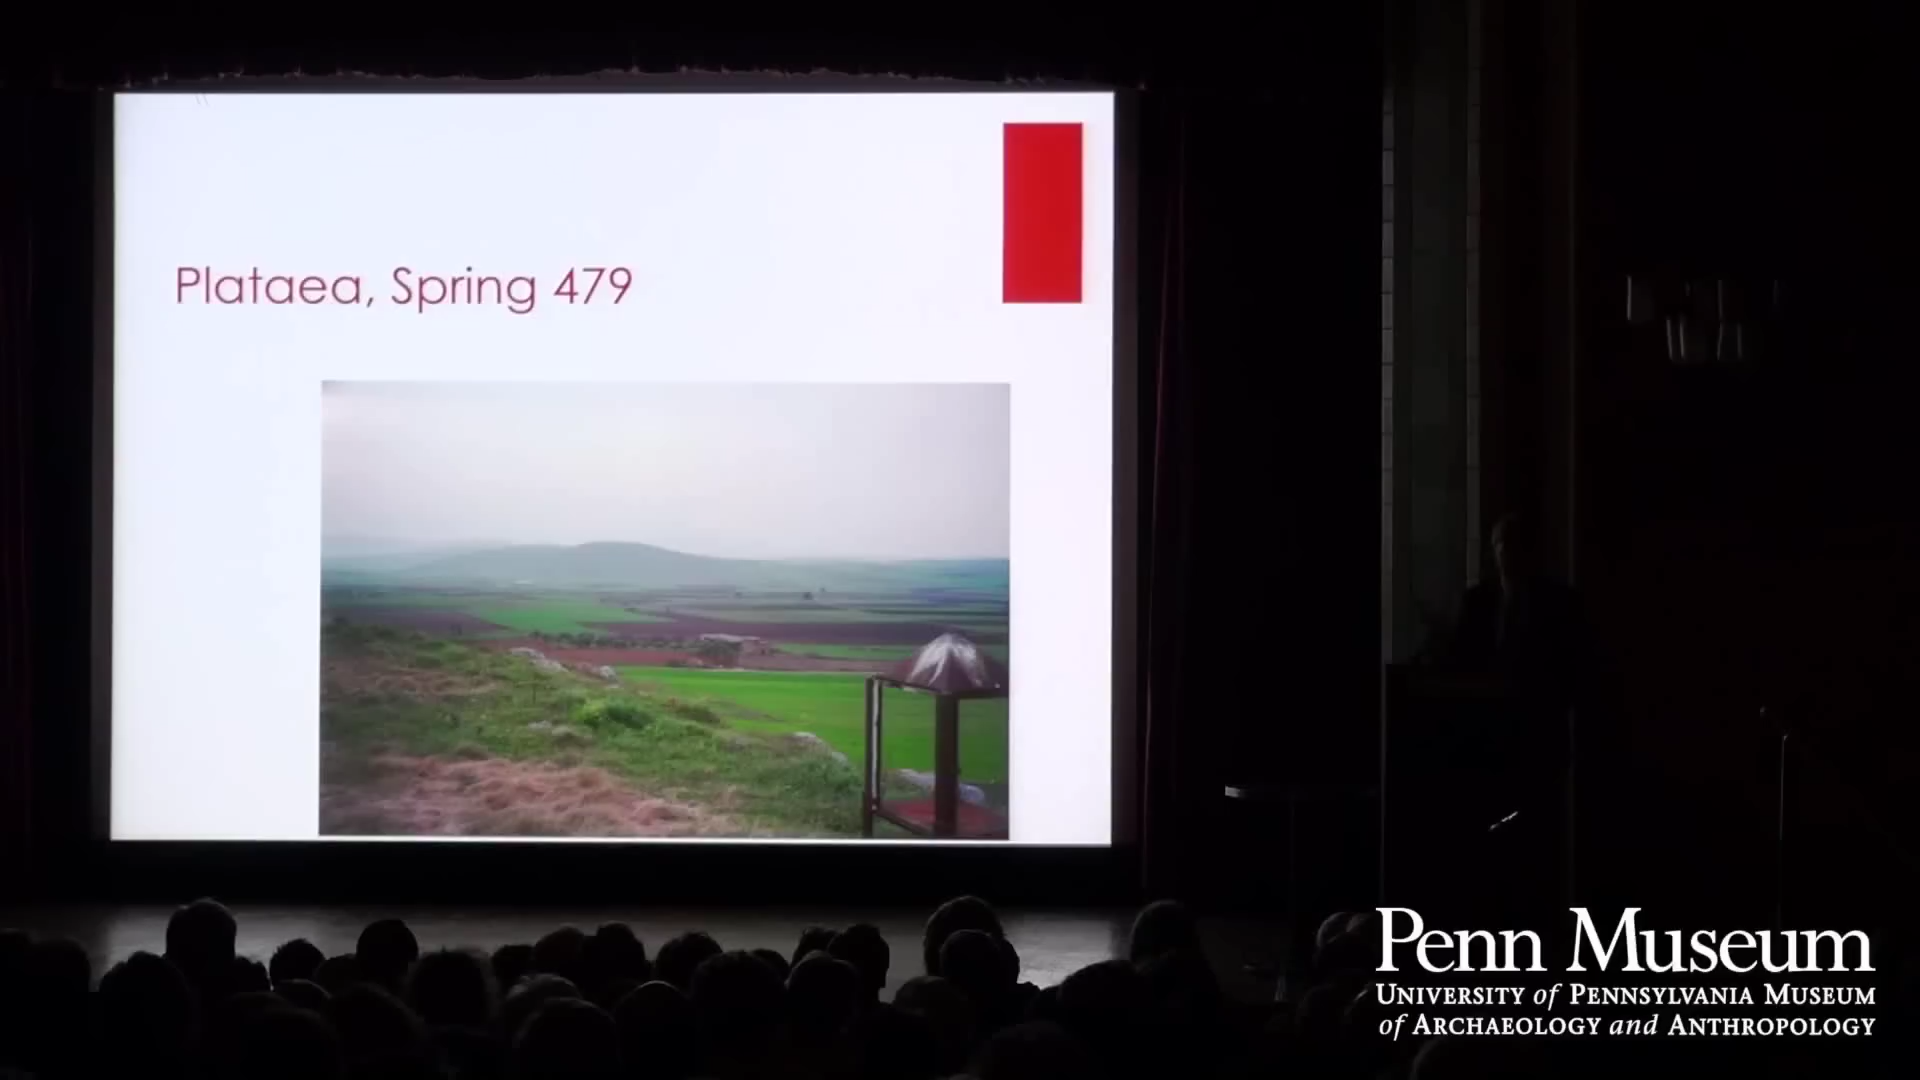 Plataea, Spring 479
Penn Museum
University of Pennsylvania Museum
of Archaeology and Anthropology